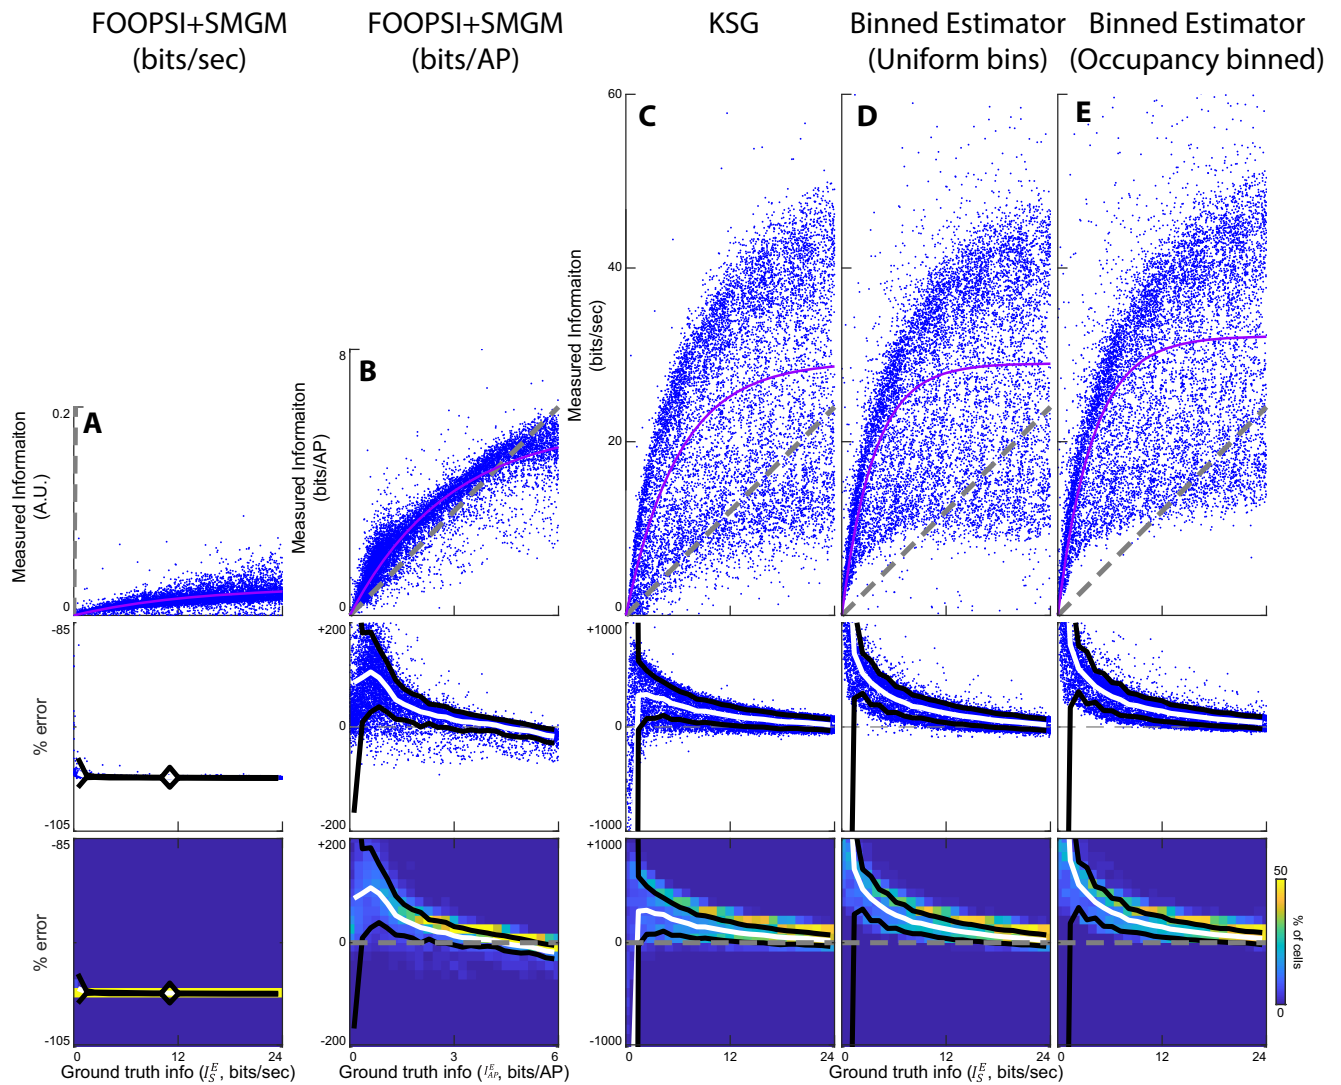 FOOPSI+SMGM
(bits/sec)
FOOPSI+SMGM
(bits/AP)
KSG
Binned Estimator
(Uniform bins)
Binned Estimator
(Occupancy binned)
A
Measured Informaiton
(A.U.)
0.2
0
B
Measured Informaiton
(bits/AP)
8
0
C
Measured Informaiton
(bits/sec)
60
40
20
0
D
E
% error
-85
-105
+200
0
-200
+1000
0
-1000
% error
-85
-105
0
12
24
Ground truth info (I_S^E, bits/sec)
+200
0
-200
0
3
6
Ground truth info (I_AP^E, bits/AP)
+1000
0
-1000
0
12
24
0
12
24
0
12
24
Ground truth info (I_S^E, bits/sec)
50
0
% of cells